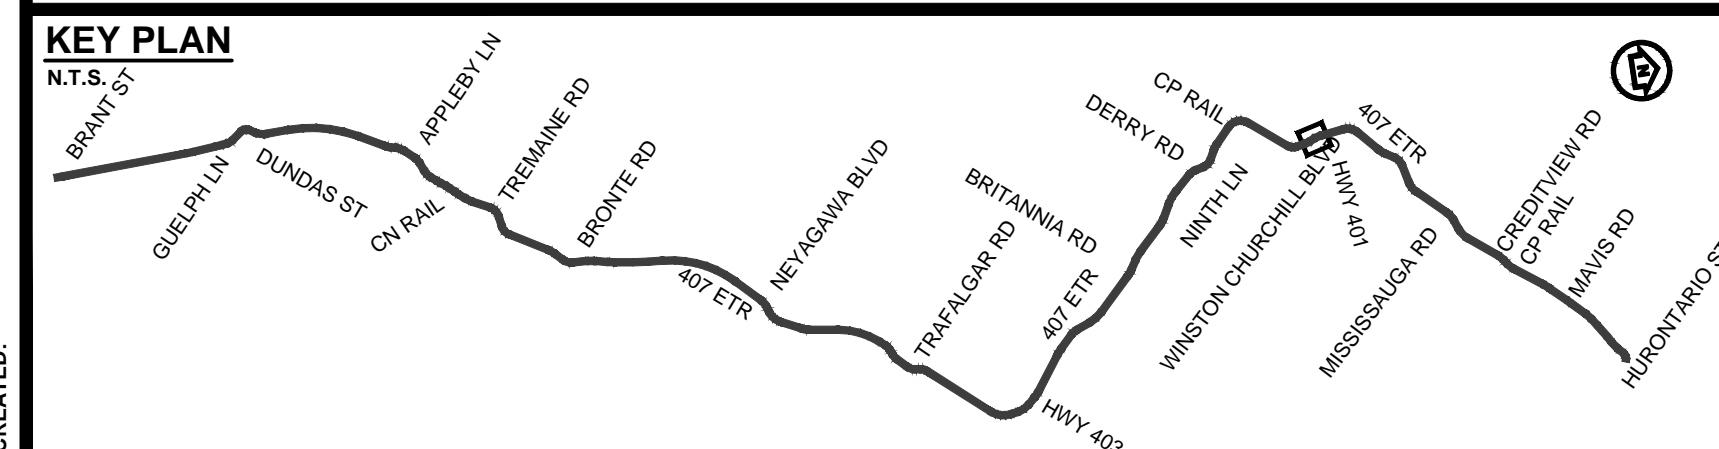 KEY PLAN
N.T.S.
BRANT ST
GUELPH LN
DUNDAS ST
CN RAIL
APPLEBY LN
TREMAINE RD
BRONTE RD
407 ETR
NEYAGAWA BLVD
TRAFALGAR RD
HWY 403
407 ETR
BRITANNIA RD
DERRY RD
CP RAIL
NINTH LN
WINSTON CHURCHILL BLVD
HWY 401
407 ETR
MISSISSAUGA RD
CREDITVIEW RD
CP RAIL
MAVIS RD
HURONTARIO ST
N